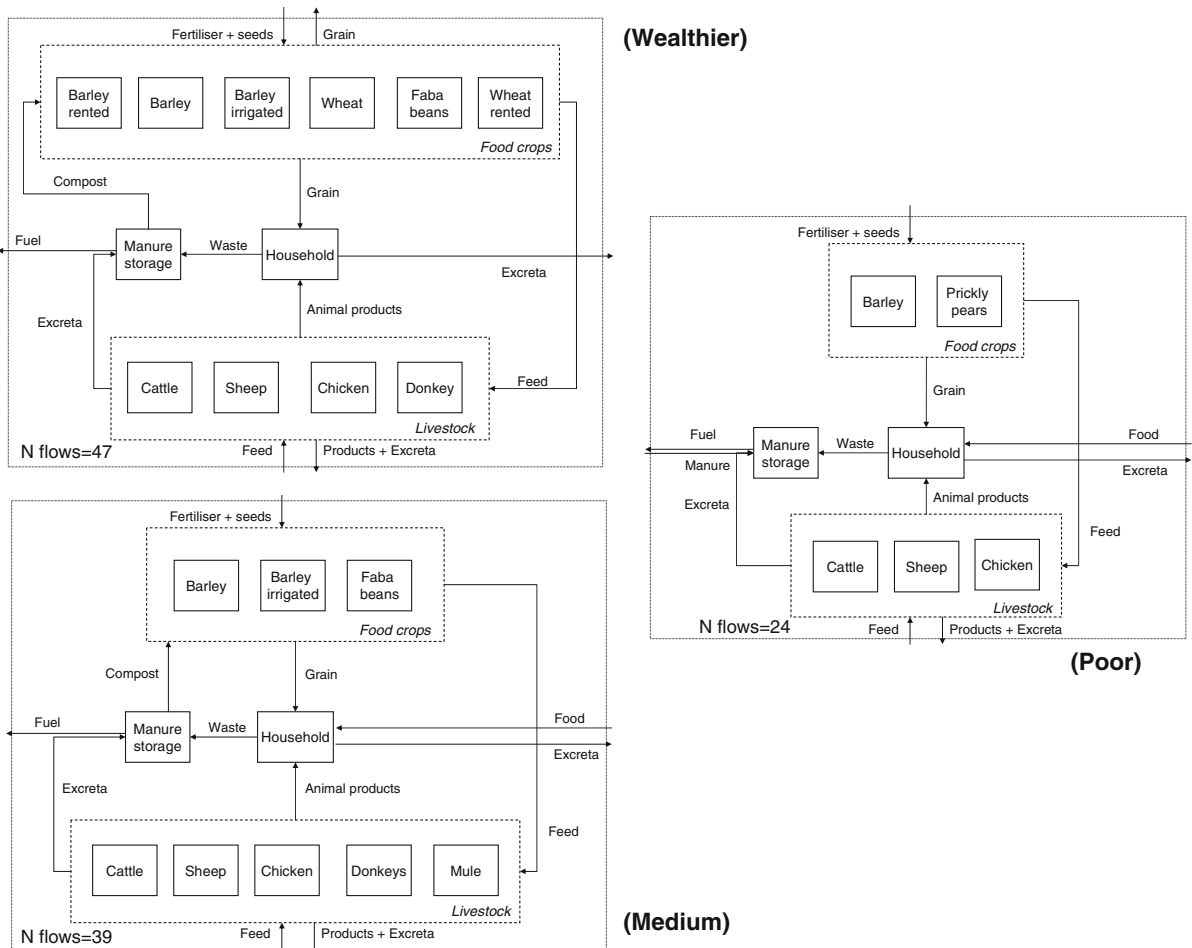 Fertiliser + seeds
Grain
(Wealthier)
Barley
rented
Barley
Barley
irrigated
Wheat
Faba
beans
Wheat
rented
Food crops
Compost
Grain
Fuel
Manure
storage
Waste
Household
Excreta
Excreta
Animal products
Cattle
Sheep
Chicken
Donkey
Feed
Livestock
N flows=47
Feed
Products + Excreta
Fertiliser + seeds
Barley
Prickly
pears
Food crops
Grain
Fuel
Manure
Manure
storage
Waste
Household
Food
Excreta
Excreta
Animal products
Feed
Cattle
Sheep
Chicken
Livestock
N flows=24
Feed
Products + Excreta
(Poor)
Fertiliser + seeds
Barley
Barley
irrigated
Faba
beans
Food crops
Compost
Grain
Fuel
Manure
storage
Waste
Household
Food
Excreta
Excreta
Animal products
Feed
Cattle
Sheep
Chicken
Donkeys
Mule
Livestock
N flows=39
Feed
Products + Excreta
(Medium)